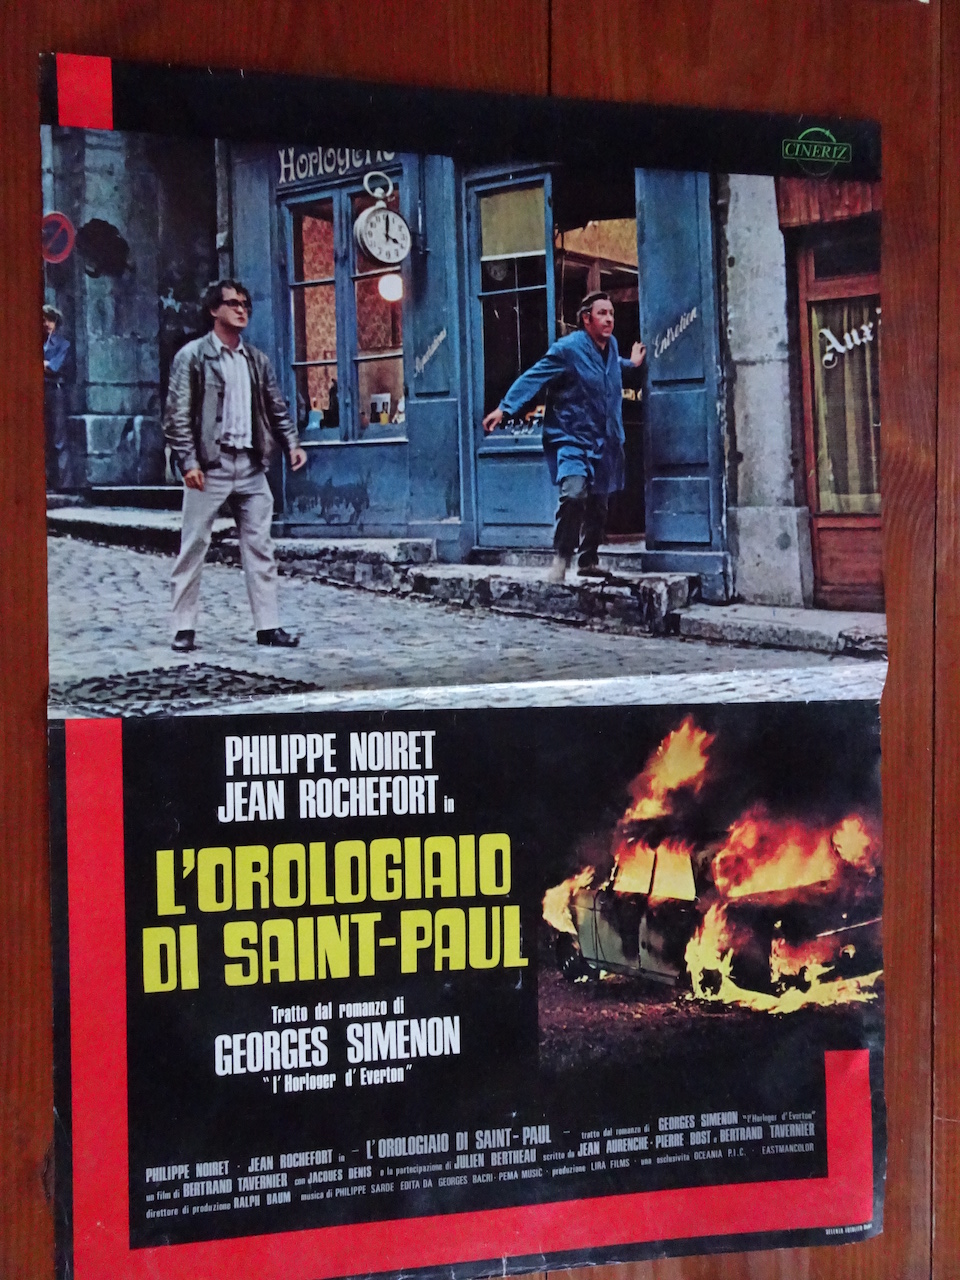 CINERIZ
Horlogerie
Réparations
Entretien
Aux
PHILIPPE NOIRET
JEAN ROCHEFORT in
L'OROLOGIAIO
DI SAINT-PAUL
Tratto dal romanzo di
GEORGES SIMENON
"l'Horloger d'Everton"
PHILIPPE NOIRET · JEAN ROCHEFORT in - L'OROLOGIAIO DI SAINT-PAUL - tratto dal romanzo di GEORGES SIMENON "l'Horloger d'Everton"
un film di BERTRAND TAVERNIER con JACQUES DENIS e la partecipazione di JULIEN BERTHEAU scritto da JEAN AURENCHE · PIERRE BOST e BERTRAND TAVERNIER
direttore di produzione RALPH BAUM musica di PHILIPPE SARDE EDITA DA GEORGES BACRI - PEMA MUSIC · produzione LIRA FILMS · una esclusività OCEANIA P.I.C. · EASTMANCOLOR